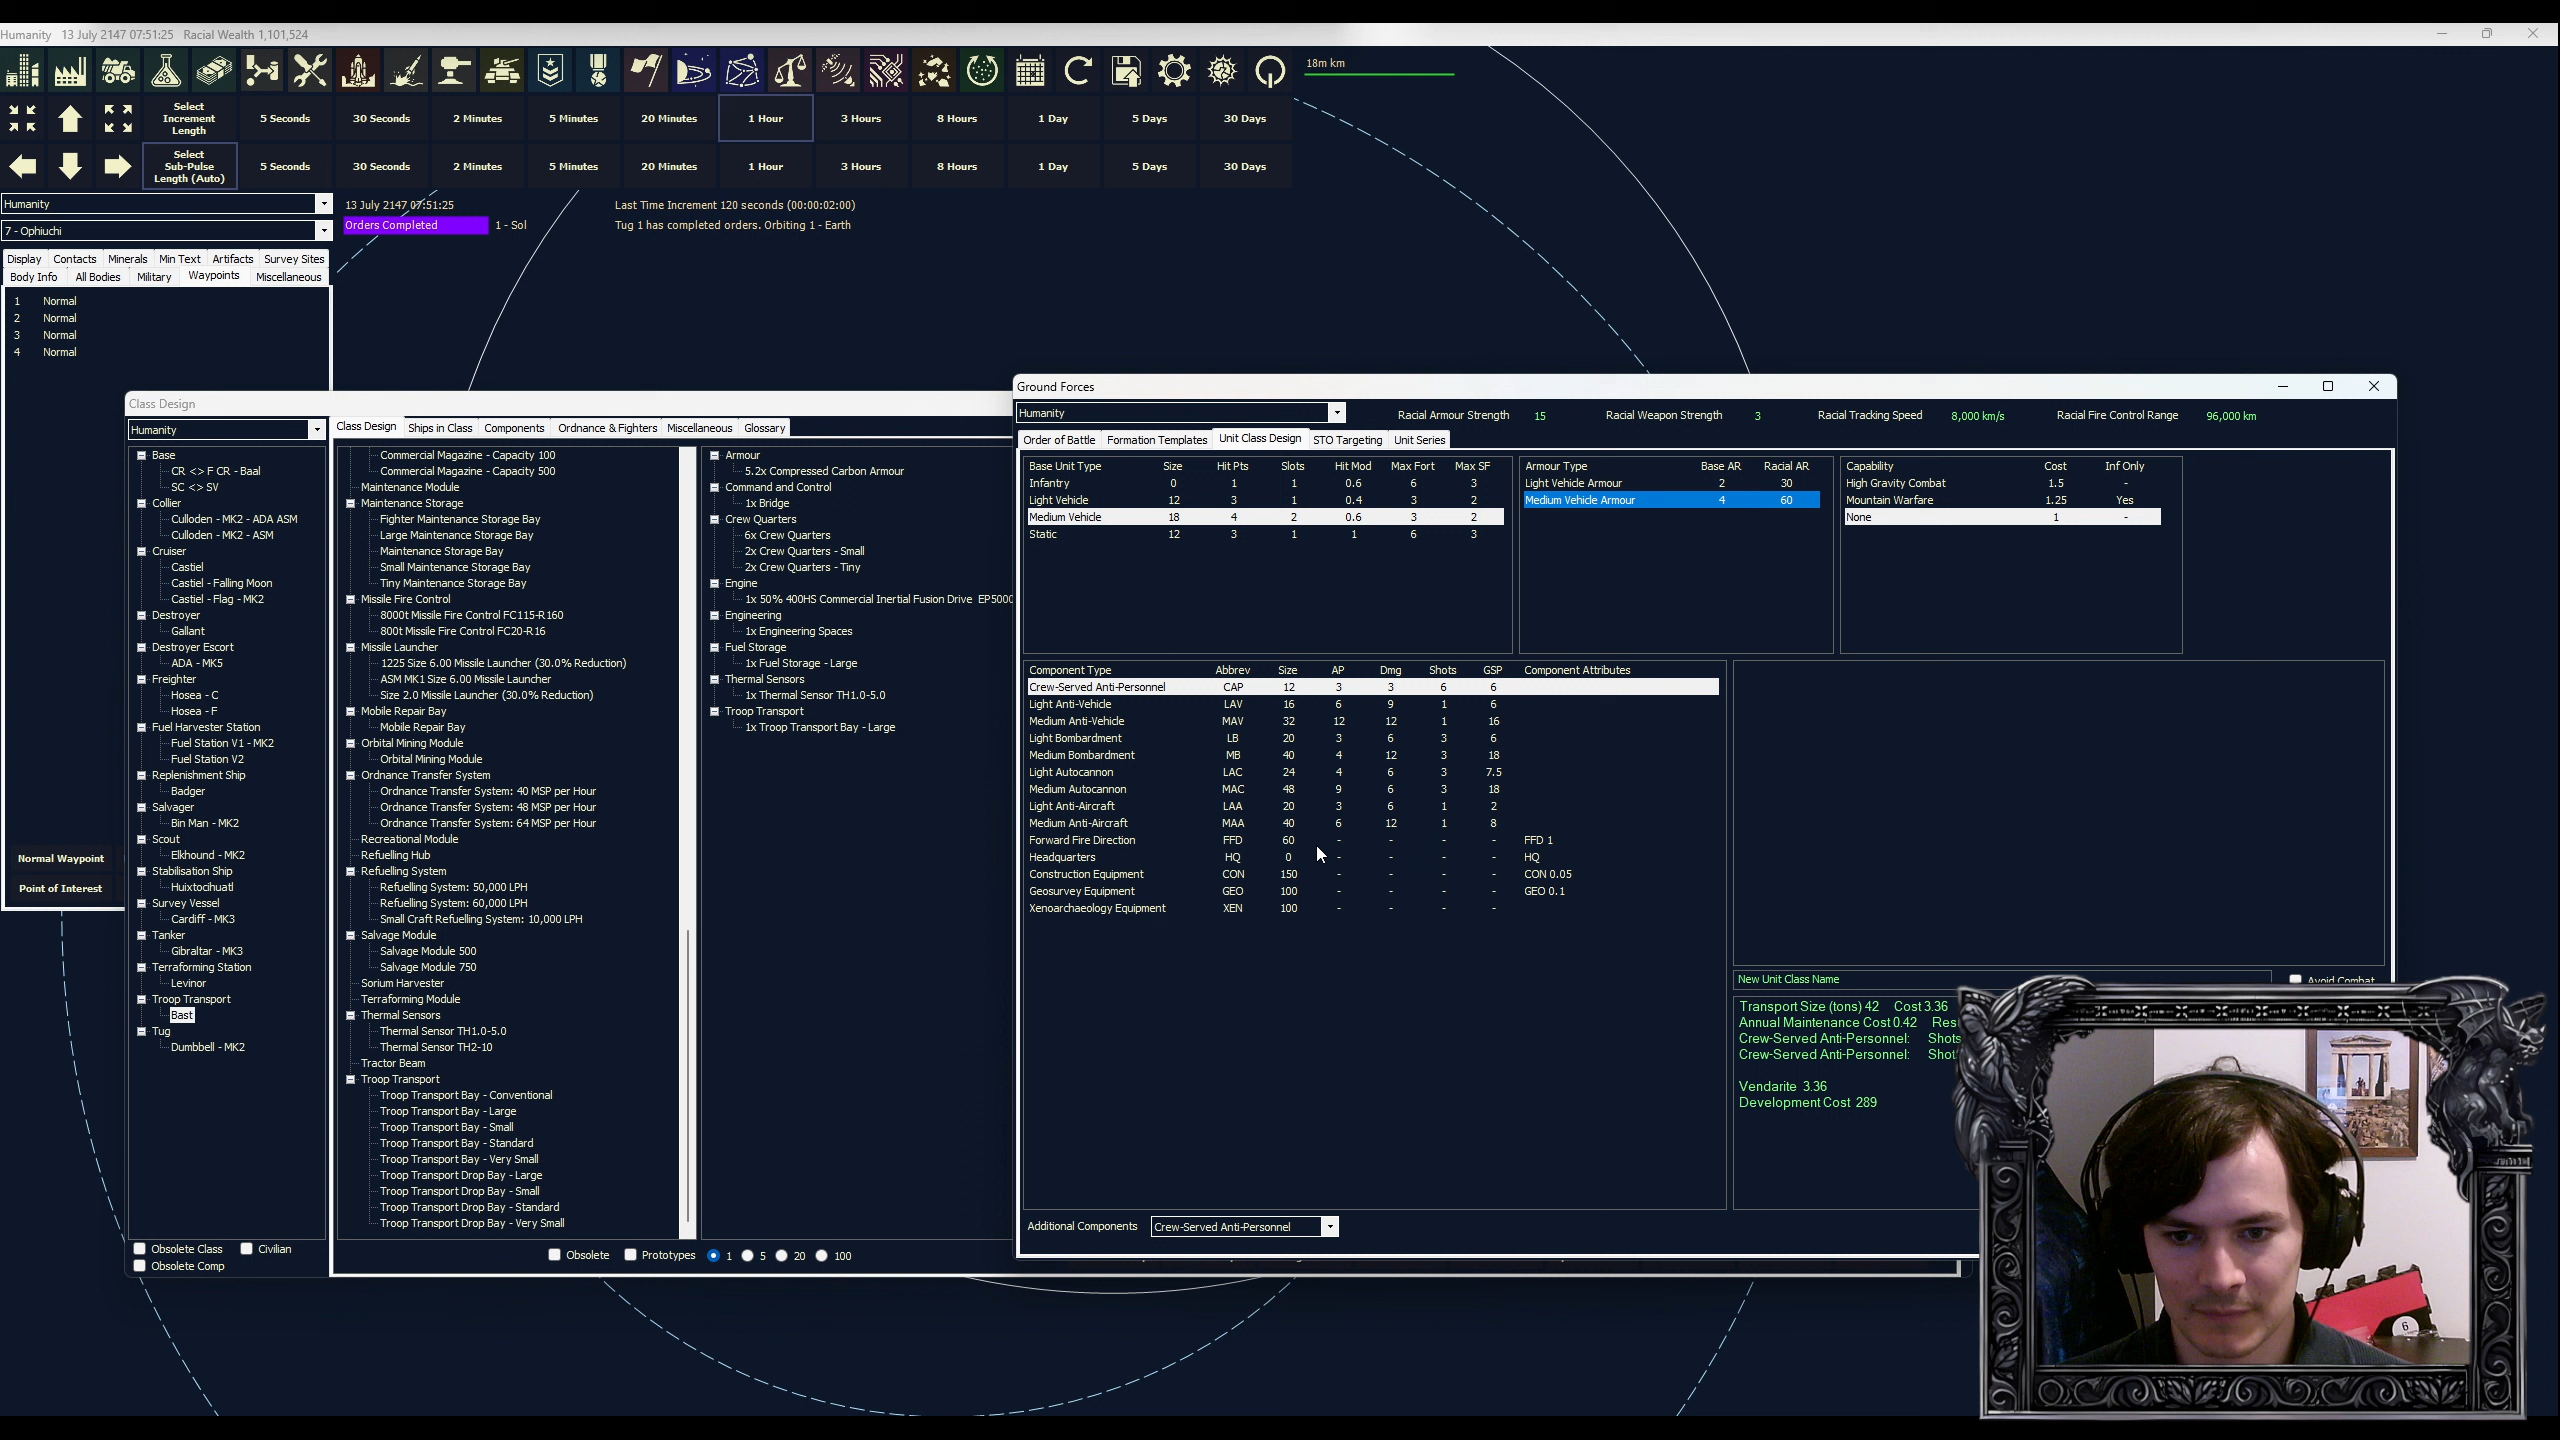 Humanity 13 July 2147 07:51:25 Racial Wealth 1,101,524
18m km
Select Increment Length
5 Seconds
30 Seconds
2 Minutes
5 Minutes
20 Minutes
1 Hour
3 Hours
8 Hours
1 Day
5 Days
30 Days
Select Sub-Pulse Length (Auto)
5 Seconds
30 Seconds
2 Minutes
5 Minutes
20 Minutes
1 Hour
3 Hours
8 Hours
1 Day
5 Days
30 Days
Humanity
13 July 2147 07:51:25
Last Time Increment 120 seconds (00:00:02:00)
7 - Ophiuchi
Orders Completed 1 - Sol Tug 1 has completed orders. Orbiting 1 - Earth
Display Contacts Minerals Min Text Artifacts Survey Sites
Body Info All Bodies Military Waypoints Miscellaneous
1 Normal
2 Normal
3 Normal
4 Normal
Normal Waypoint
Point of Interest
Class Design
Humanity
Class Design Ships in Class Components Ordnance & Fighters Miscellaneous Glossary
Base
CR <> F CR - Baal
SC <> SV
Collier
Culloden - MK2 - ADA ASM
Culloden - MK2 - ASM
Cruiser
Castiel
Castiel - Falling Moon
Castiel - Flag - MK2
Destroyer
Gallant
Destroyer Escort
ADA - MK5
Freighter
Hosea - C
Hosea - F
Fuel Harvester Station
Fuel Station V1 - MK2
Fuel Station V2
Replenishment Ship
Badger
Salvager
Bin Man - MK2
Scout
Elkhound - MK2
Stabilisation Ship
Huixtocihuatl
Survey Vessel
Cardiff - MK3
Tanker
Gibraltar - MK3
Terraforming Station
Levinor
Troop Transport
Bast
Tug
Dumbbell - MK2
Obsolete Class Civilian
Obsolete Comp
Commercial Magazine - Capacity 100
Commercial Magazine - Capacity 500
Maintenance Module
Maintenance Storage
Fighter Maintenance Storage Bay
Large Maintenance Storage Bay
Maintenance Storage Bay
Small Maintenance Storage Bay
Tiny Maintenance Storage Bay
Missile Fire Control
8000t Missile Fire Control FC115-R160
800t Missile Fire Control FC20-R16
Missile Launcher
1225 Size 6.00 Missile Launcher (30.0% Reduction)
ASM MK1 Size 6.00 Missile Launcher
Size 2.0 Missile Launcher (30.0% Reduction)
Mobile Repair Bay
Mobile Repair Bay
Orbital Mining Module
Orbital Mining Module
Ordnance Transfer System
Ordnance Transfer System: 40 MSP per Hour
Ordnance Transfer System: 48 MSP per Hour
Ordnance Transfer System: 64 MSP per Hour
Recreational Module
Refuelling Hub
Refuelling System
Refuelling System: 50,000 LPH
Refuelling System: 60,000 LPH
Small Craft Refuelling System: 10,000 LPH
Salvage Module
Salvage Module 500
Salvage Module 750
Sorium Harvester
Terraforming Module
Thermal Sensors
Thermal Sensor TH1.0-5.0
Thermal Sensor TH2-10
Tractor Beam
Troop Transport
Troop Transport Bay - Conventional
Troop Transport Bay - Large
Troop Transport Bay - Small
Troop Transport Bay - Standard
Troop Transport Bay - Very Small
Troop Transport Drop Bay - Large
Troop Transport Drop Bay - Small
Troop Transport Drop Bay - Standard
Troop Transport Drop Bay - Very Small
Obsolete Prototypes 1 5 20 100
Armour
5.2x Compressed Carbon Armour
Command and Control
1x Bridge
Crew Quarters
6x Crew Quarters
2x Crew Quarters - Small
2x Crew Quarters - Tiny
Engine
1x 50% 400HS Commercial Inertial Fusion Drive EP5000
Engineering
1x Engineering Spaces
Fuel Storage
1x Fuel Storage - Large
Thermal Sensors
1x Thermal Sensor TH1.0-5.0
Troop Transport
1x Troop Transport Bay - Large
Ground Forces
Humanity
Racial Armour Strength 15 Racial Weapon Strength 3 Racial Tracking Speed 8,000 km/s Racial Fire Control Range 96,000 km
Order of Battle Formation Templates Unit Class Design STO Targeting Unit Series
Base Unit Type Size Hit Pts Slots Hit Mod Max Fort Max SF
Infantry 0 1 1 0.6 6 3
Light Vehicle 12 3 1 0.4 3 2
Medium Vehicle 18 4 2 0.6 3 2
Static 12 3 1 1 6 3
Armour Type Base AR Racial AR
Light Vehicle Armour 2 30
Medium Vehicle Armour 4 60
Capability Cost Inf Only
High Gravity Combat 1.5 -
Mountain Warfare 1.25 Yes
None 1 -
Component Type Abbrev Size AP Dmg Shots GSP Component Attributes
Crew-Served Anti-Personnel CAP 12 3 3 6 6
Light Anti-Vehicle LAV 16 6 9 1 6
Medium Anti-Vehicle MAV 32 12 12 1 16
Light Bombardment LB 20 3 6 3 6
Medium Bombardment MB 40 4 12 3 18
Light Autocannon LAC 24 4 6 3 7.5
Medium Autocannon MAC 48 9 6 3 18
Light Anti-Aircraft LAA 20 3 6 1 2
Medium Anti-Aircraft MAA 40 6 12 1 8
Forward Fire Direction FFD 60 - - - - FFD 1
Headquarters HQ 0 - - - - HQ
Construction Equipment CON 150 - - - - CON 0.05
Geosurvey Equipment GEO 100 - - - - GEO 0.1
Xenoarchaeology Equipment XEN 100 - - - -
Additional Components Crew-Served Anti-Personnel
New Unit Class Name
Avoid Combat
Transport Size (tons) 42 Cost 3.36
Annual Maintenance Cost 0.42
Crew-Served Anti-Personnel: Shots
Crew-Served Anti-Personnel:
Vendarite 3.36
Development Cost 289
6